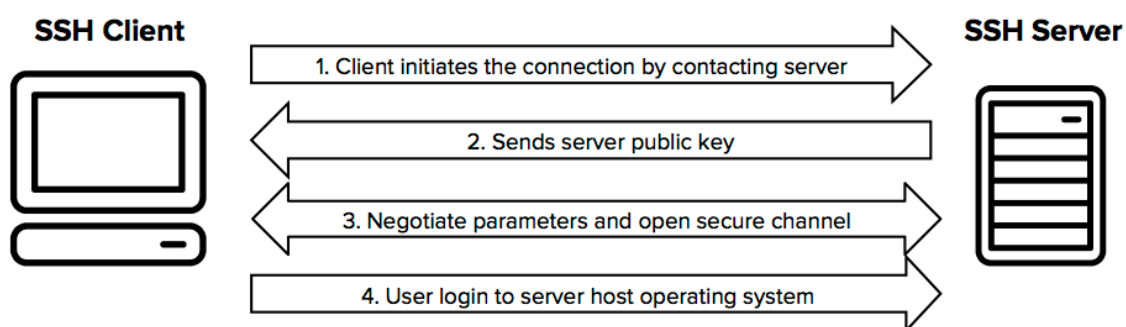 SSH Client
SSH Server
1. Client initiates the connection by contacting server
2. Sends server public key
3. Negotiate parameters and open secure channel
4. User login to server host operating system